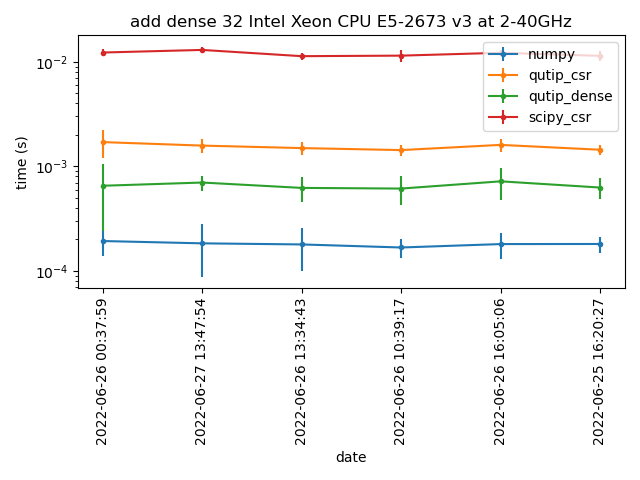 add dense 32 Intel Xeon CPU E5-2673 v3 at 2-40GHz
time (s)
10⁻²
10⁻³
10⁻⁴
numpy
qutip_csr
qutip_dense
scipy_csr
2022-06-26 00:37:59
2022-06-27 13:47:54
2022-06-26 13:34:43
2022-06-26 10:39:17
2022-06-26 16:05:06
2022-06-25 16:20:27
date